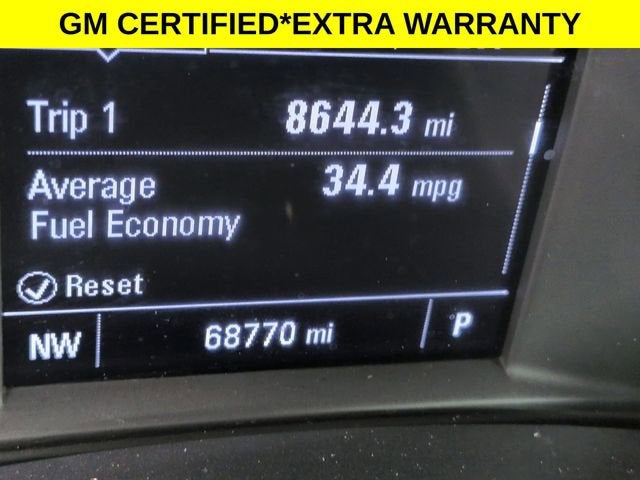 GM CERTIFIED*EXTRA WARRANTY
Trip 1 8644.3 mi
Average 34.4 mpg
Fuel Economy
Reset
NW 68770 mi P